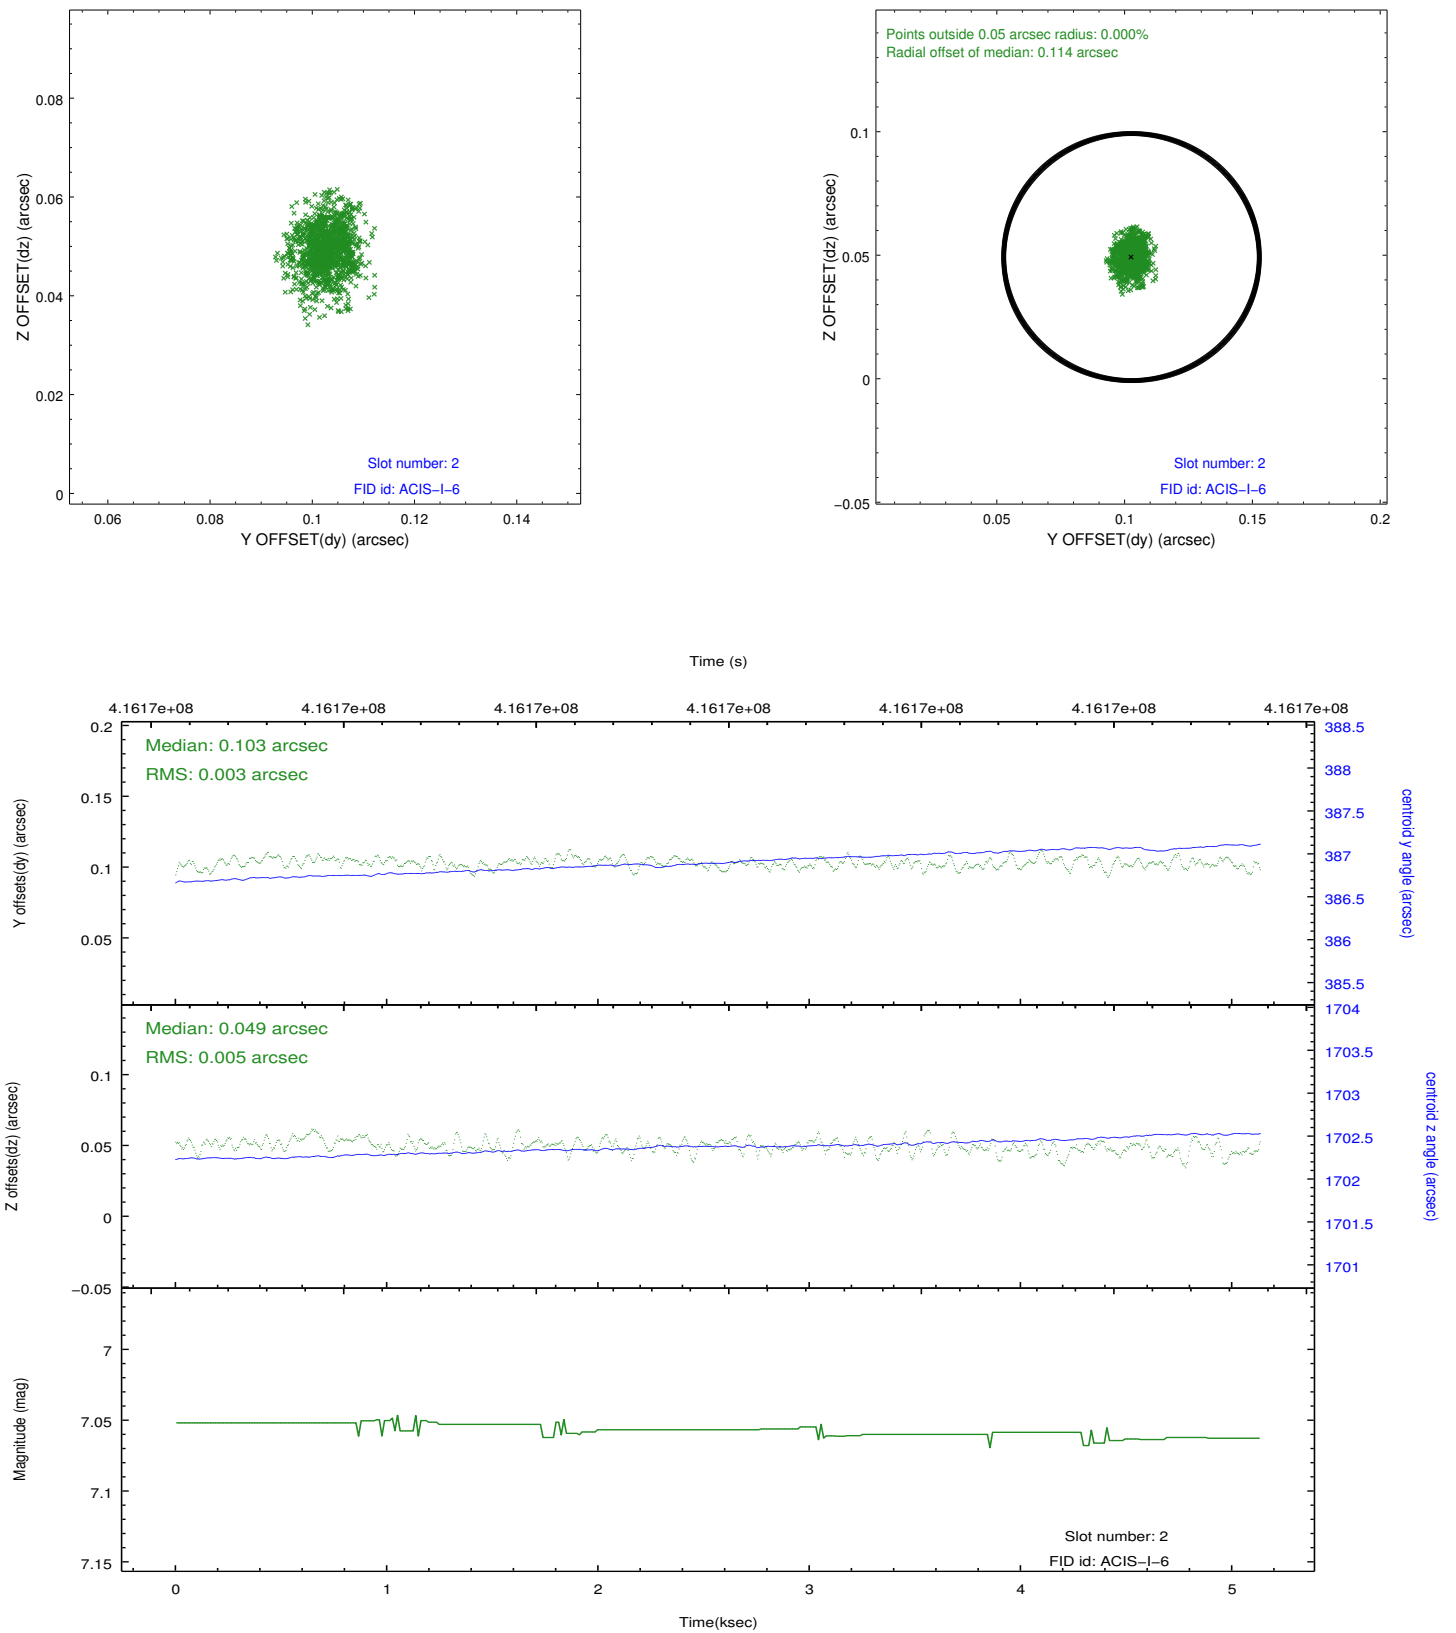 0.08
0.06
0.04
0.02
0
Z OFFSET(dz) (arcsec)
0.06 0.08 0.1 0.12 0.14
Y OFFSET(dy) (arcsec)
Slot number: 2
FID id: ACIS−I−6
Points outside 0.05 arcsec radius: 0.000%
Radial offset of median: 0.114 arcsec
0.1
0.05
0
−0.05
Z OFFSET(dz) (arcsec)
0.05 0.1 0.15 0.2
Y OFFSET(dy) (arcsec)
Slot number: 2
FID id: ACIS−I−6
Time (s)
4.1617e+08 4.1617e+08 4.1617e+08 4.1617e+08 4.1617e+08 4.1617e+08 4.1617e+08
Median: 0.103 arcsec
RMS: 0.003 arcsec
0.2
0.15
0.1
0.05
Y offsets(dy) (arcsec)
388.5
388
387.5
387
386.5
386
385.5
centroid y angle (arcsec)
Median: 0.049 arcsec
RMS: 0.005 arcsec
0.1
0.05
0
−0.05
Z offsets(dz) (arcsec)
1704
1703.5
1703
1702.5
1702
1701.5
1701
centroid z angle (arcsec)
7
7.05
7.1
7.15
Magnitude (mag)
Slot number: 2
FID id: ACIS−I−6
0 1 2 3 4 5
Time(ksec)